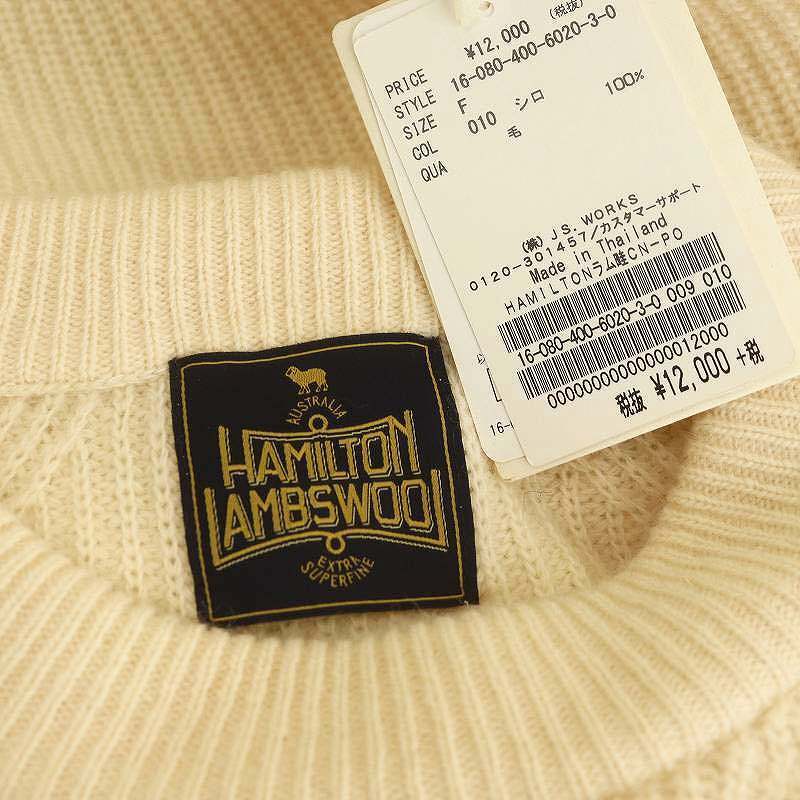 PRICE ¥12,000 (税抜)
STYLE 16-080-400-6020-3-0
SIZE F
COL 010 シロ
QUA 毛 100%
(株) JS.WORKS
0120-301457/カスタマーサポート
Made in Thailand
HAMILTONラム畦CN-PO
16-080-400-6020-3-0 009 010
0000000000000000012000
税抜 ¥12,000 +税
16-
AUSTRALIA
HAMILTON
LAMBSWOOL
EXTRA
SUPERFINE